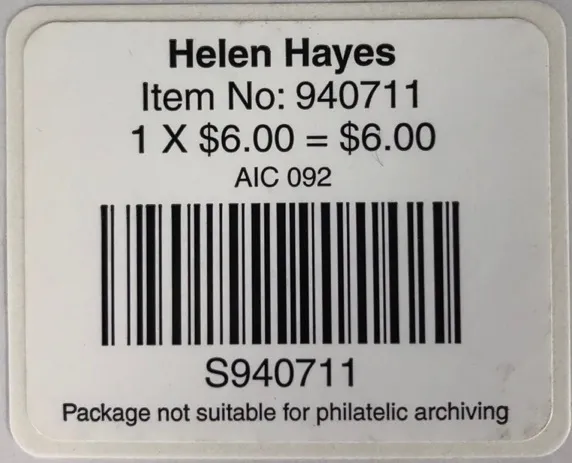 Helen Hayes
Item No: 940711
1 X $6.00 = $6.00
AIC 092
S940711
Package not suitable for philatelic archiving